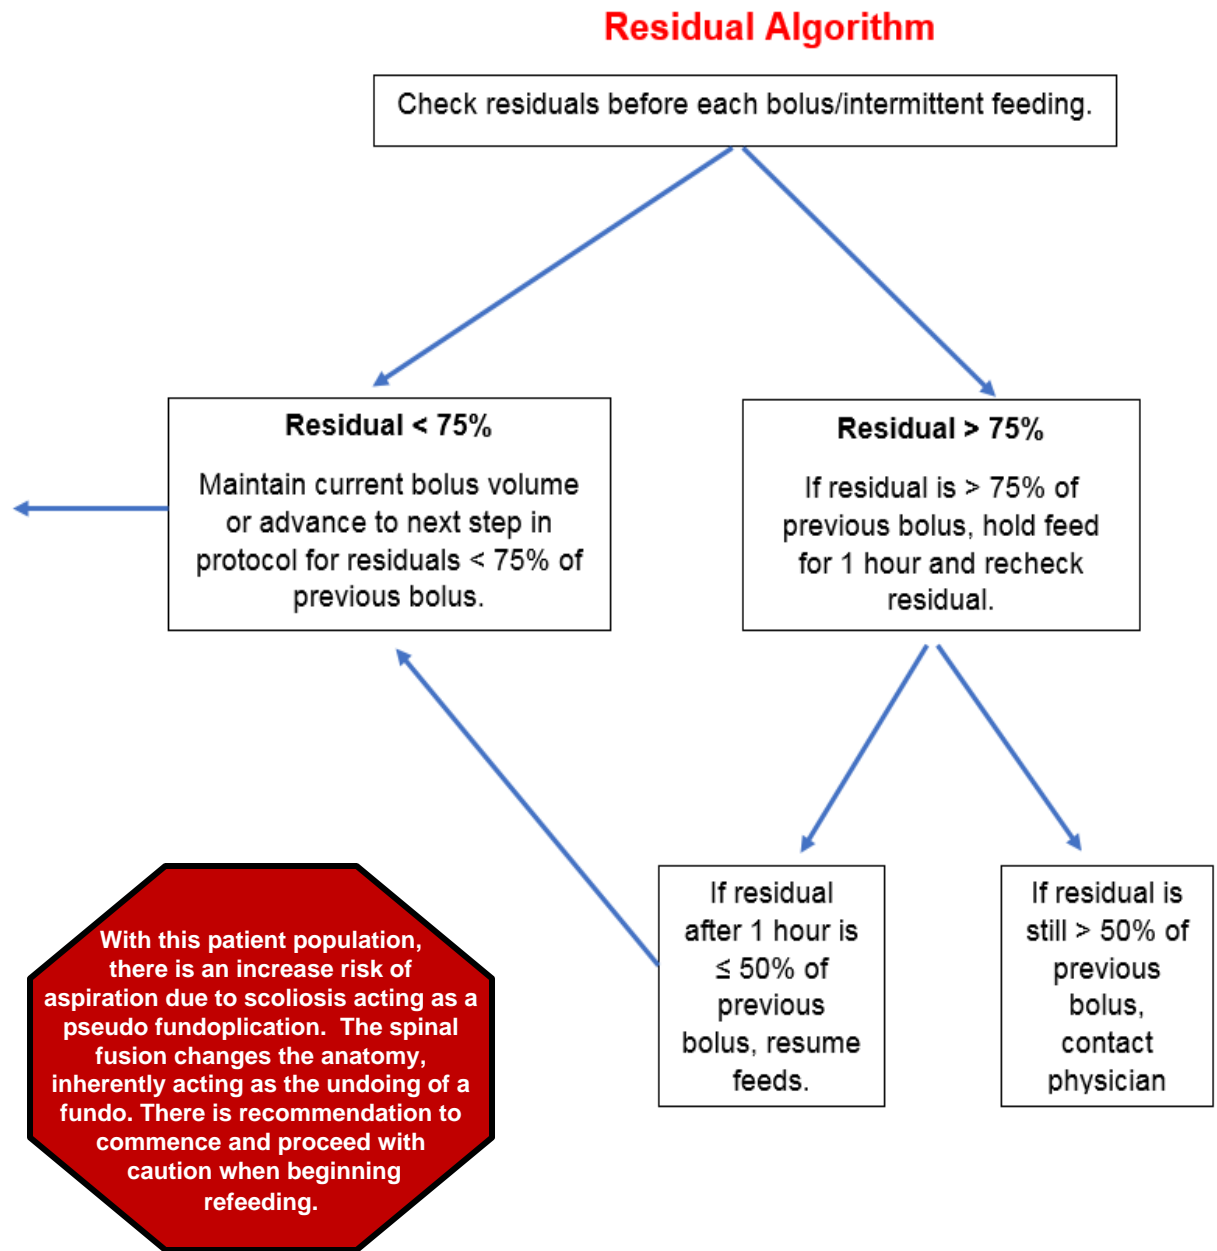 Residual Algorithm
Check residuals before each bolus/intermittent feeding.
Residual < 75%
Maintain current bolus volume
or advance to next step in
protocol for residuals < 75% of
previous bolus.
Residual > 75%
If residual is > 75% of
previous bolus, hold feed
for 1 hour and recheck
residual.
If residual
after 1 hour is
≤ 50% of
previous
bolus, resume
feeds.
If residual is
still > 50% of
previous
bolus,
contact
physician
With this patient population,
there is an increase risk of
aspiration due to scoliosis acting as a
pseudo fundoplication.  The spinal
fusion changes the anatomy,
inherently acting as the undoing of a
fundo. There is recommendation to
commence and proceed with
caution when beginning
refeeding.